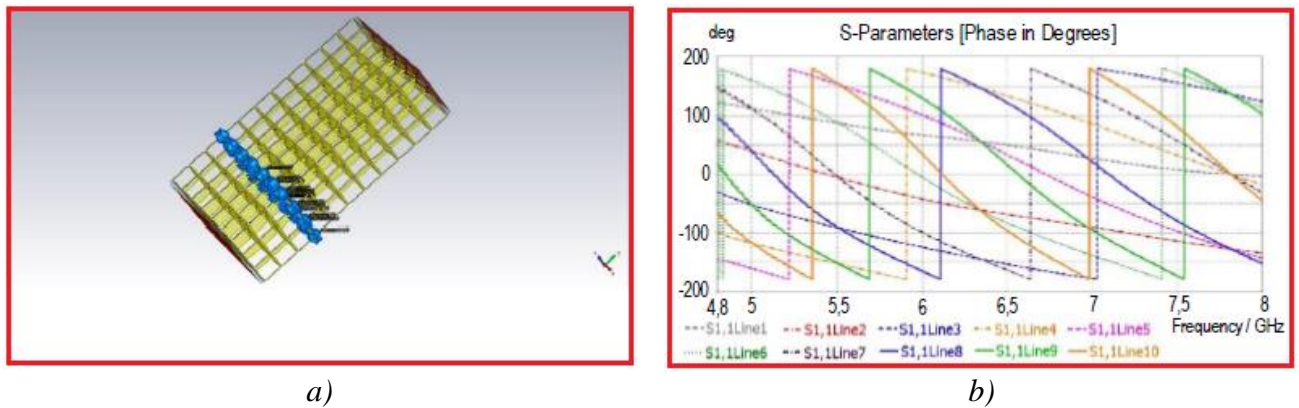 deg
S-Parameters [Phase in Degrees]
200
100
0
-100
-200
4,8 5 5,5 6 6,5 7 7,5 8
Frequency / GHz
S1,1Line1 S1,1Line2 S1,1Line3 S1,1Line4 S1,1Line5
S1,1Line6 S1,1Line7 S1,1Line8 S1,1Line9 S1,1Line10
a) b)